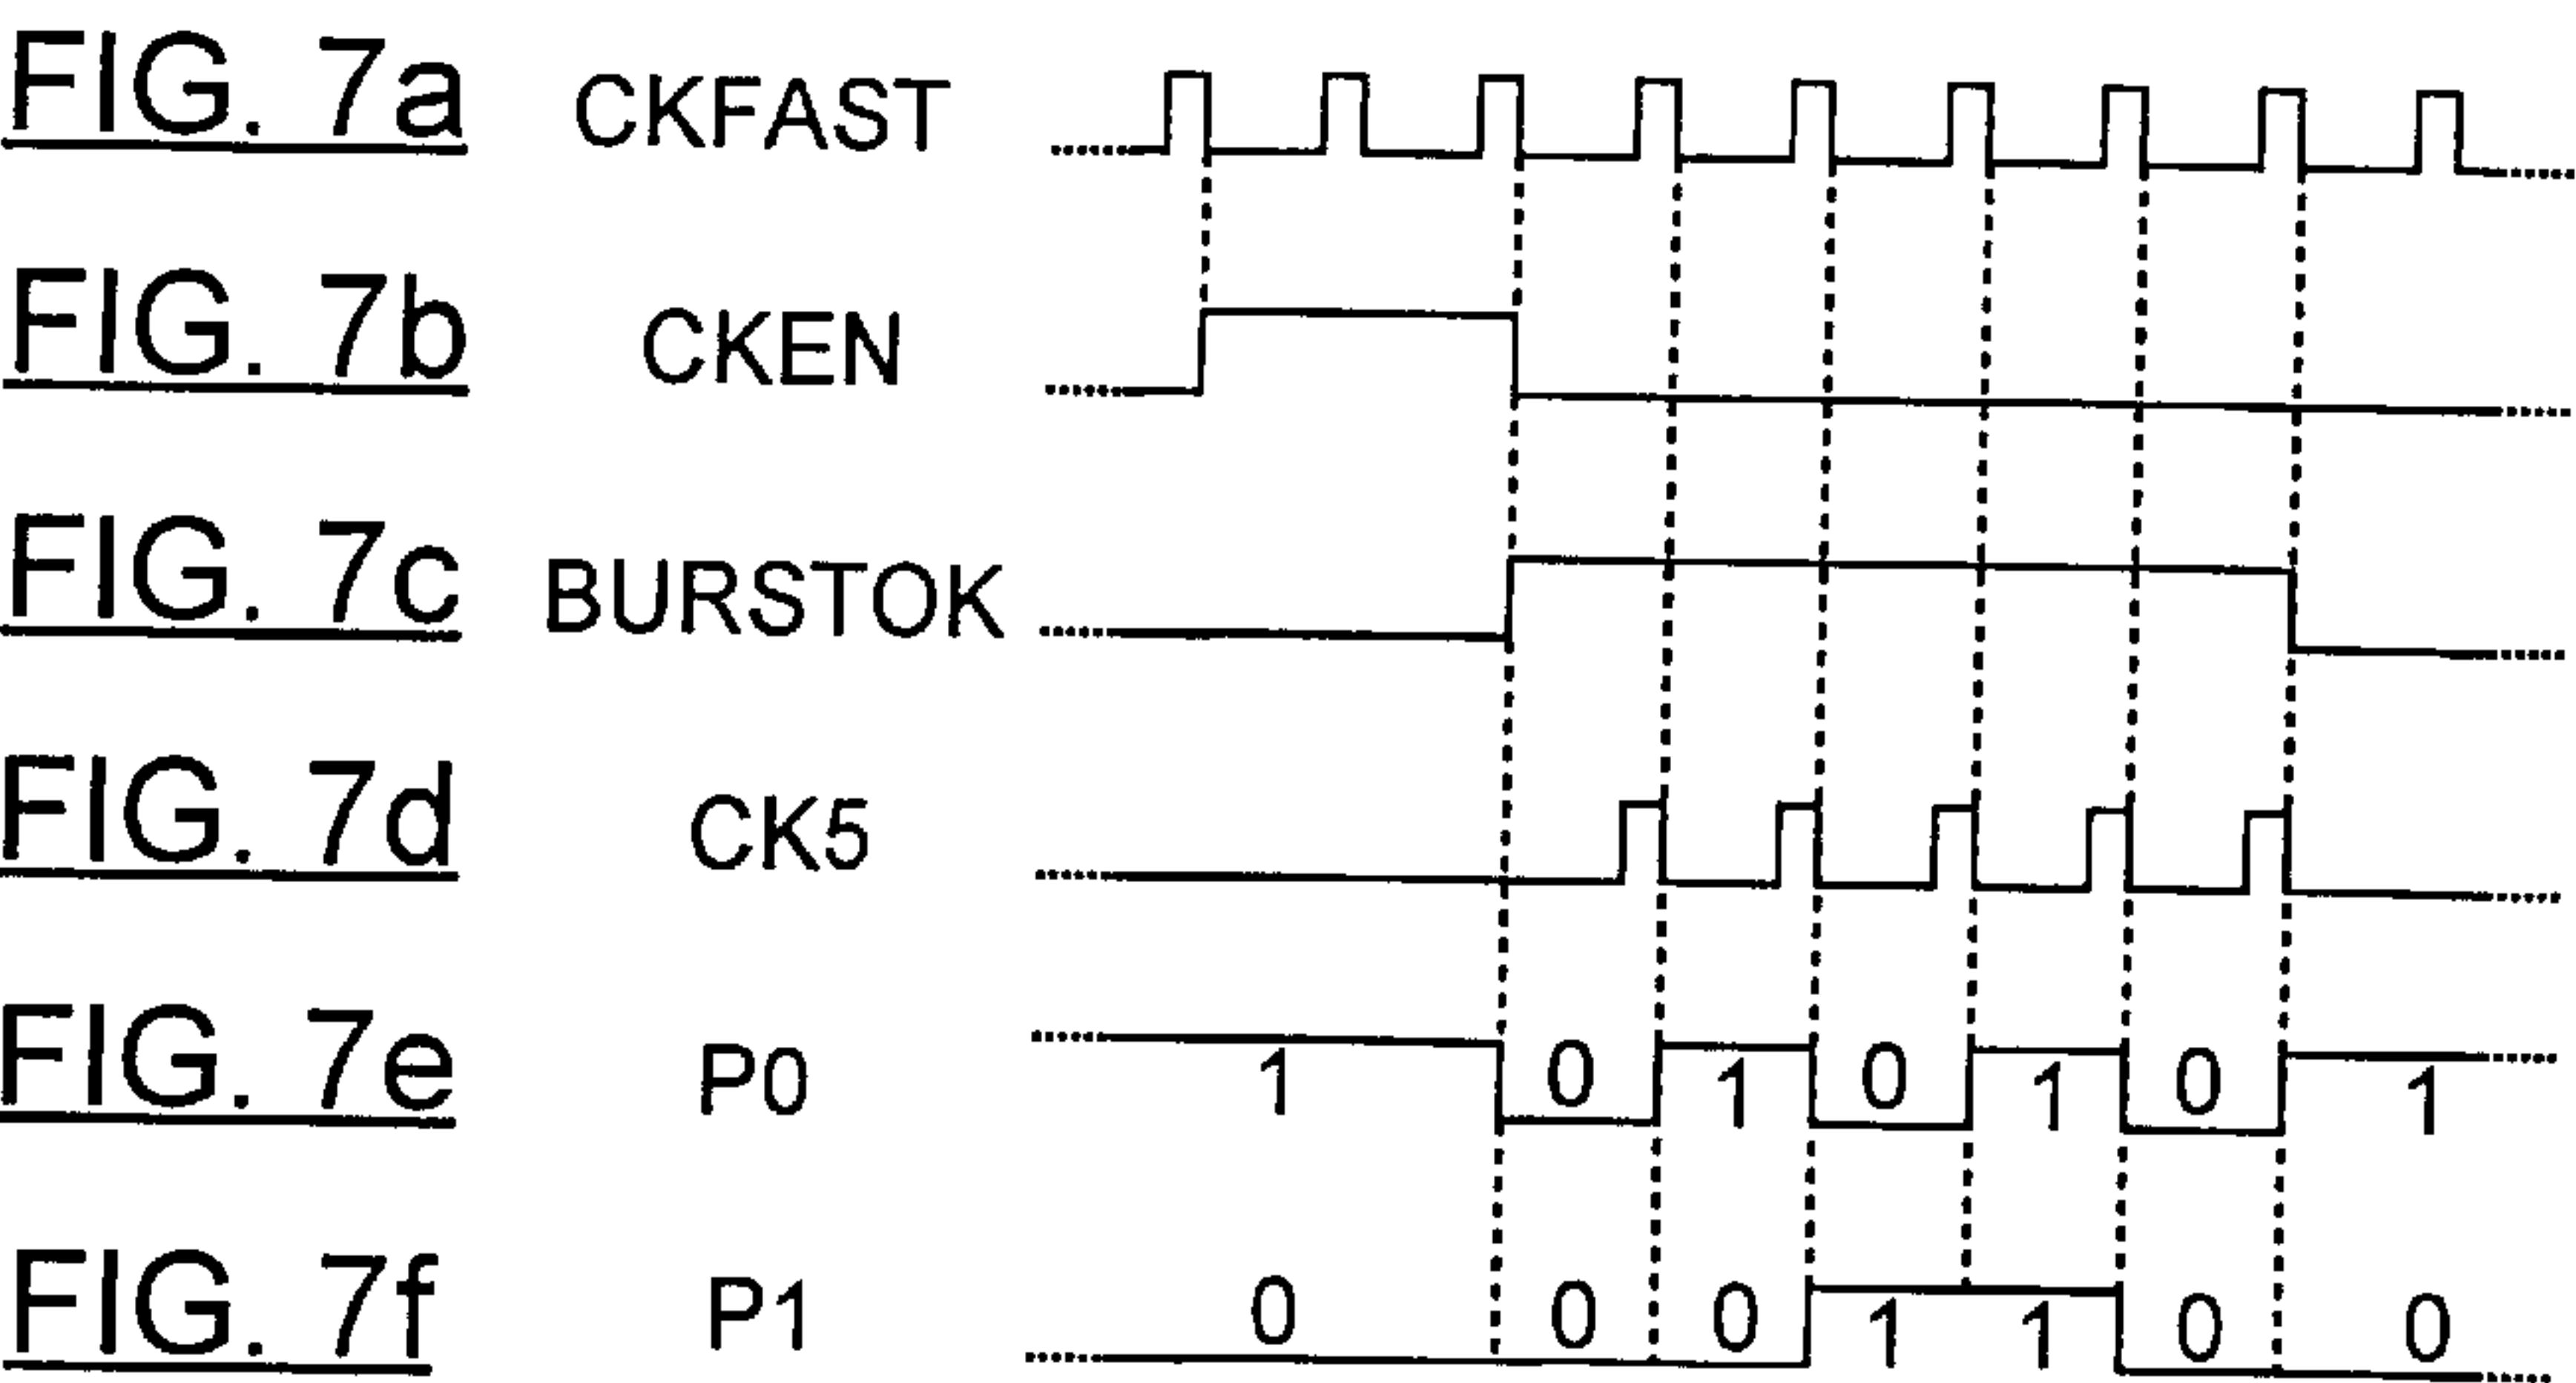 FIG. 7a CKFAST
FIG. 7b CKEN
FIG. 7c BURSTOK
FIG. 7d CK5
FIG. 7e P0 1 0 1 0 1 0 1
FIG. 7f P1 0 0 0 1 1 0 0